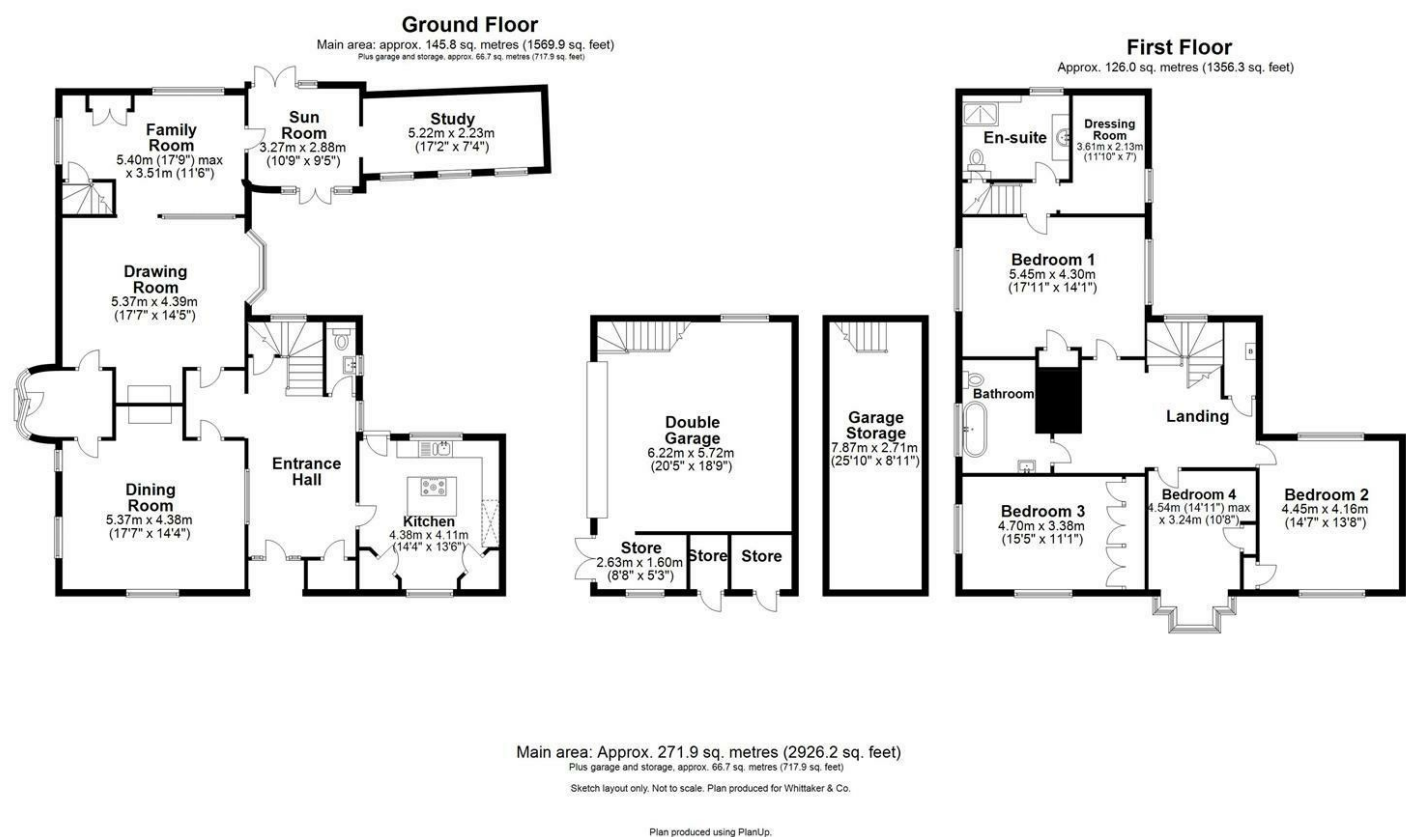 Ground Floor
Main area: approx. 145.8 sq. metres (1569.9 sq. feet)
Plus garage and storage, approx. 66.7 sq. metres (717.9 sq. feet)
Family
Room
5.40m (17'9") max
x 3.51m (11'6")
Sun
Room
3.27m x 2.88m
(10'9" x 9'5")
Study
5.22m x 2.23m
(17'2" x 7'4")
Drawing
Room
5.37m x 4.39m
(17'7" x 14'5")
Dining
Room
5.37m x 4.38m
(17'7" x 14'4")
Entrance
Hall
Kitchen
4.38m x 4.11m
(14'4" x 13'6")
Double
Garage
6.22m x 5.72m
(20'5" x 18'9")
Store
2.63m x 1.60m
(8'8" x 5'3")
Store
Store
Garage
Storage
7.87m x 2.71m
(25'10" x 8'11")
First Floor
Approx. 126.0 sq. metres (1356.3 sq. feet)
En-suite
Dressing
Room
3.61m x 2.13m
(11'10" x 7')
Bedroom 1
5.45m x 4.30m
(17'11" x 14'1")
Bathroom
Landing
Bedroom 3
4.70m x 3.38m
(15'5" x 11'1")
Bedroom 4
4.54m (14'11") max
x 3.24m (10'8")
Bedroom 2
4.45m x 4.16m
(14'7" x 13'8")
Main area: Approx. 271.9 sq. metres (2926.2 sq. feet)
Plus garage and storage, approx. 66.7 sq. metres (717.9 sq. feet)
Sketch layout only. Not to scale. Plan produced for Whittaker & Co.
Plan produced using PlanUp.